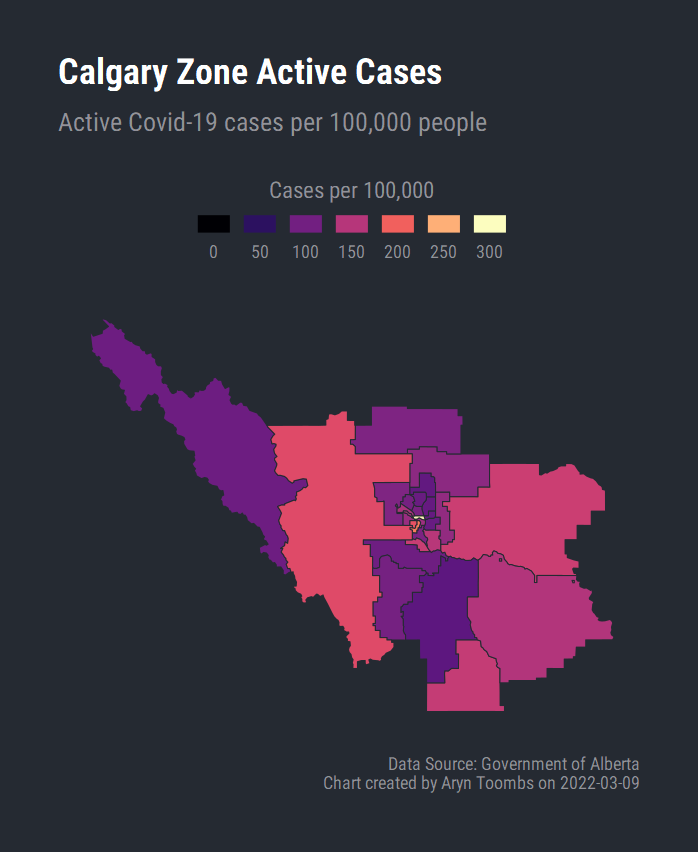 Calgary Zone Active Cases
Active Covid-19 cases per 100,000 people
Cases per 100,000
0 50 100 150 200 250 300
Data Source: Government of Alberta
Chart created by Aryn Toombs on 2022-03-09